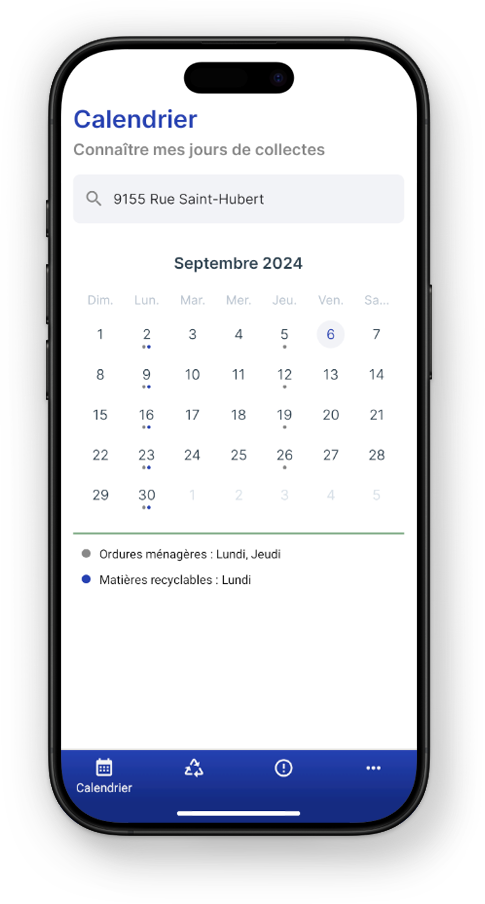 Calendrier
Connaître mes jours de collectes
9155 Rue Saint-Hubert
Septembre 2024
Dim. Lun. Mar. Mer. Jeu. Ven. Sa...
1 2 3 4 5 6 7
8 9 10 11 12 13 14
15 16 17 18 19 20 21
22 23 24 25 26 27 28
29 30 1 2 3 4 5
Ordures ménagères : Lundi, Jeudi
Matières recyclables : Lundi
Calendrier